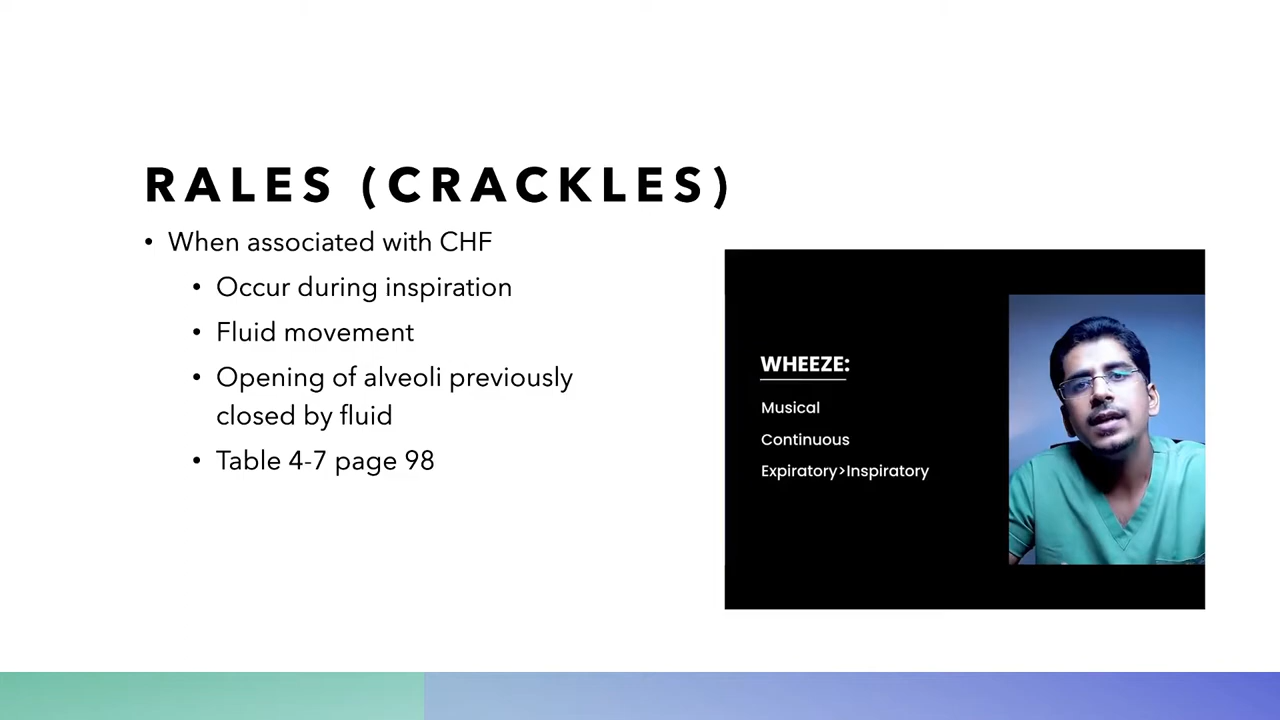 RALES (CRACKLES)
• When associated with CHF
• Occur during inspiration
• Fluid movement
• Opening of alveoli previously
closed by fluid
• Table 4-7 page 98
WHEEZE:
Musical
Continuous
Expiratory>Inspiratory